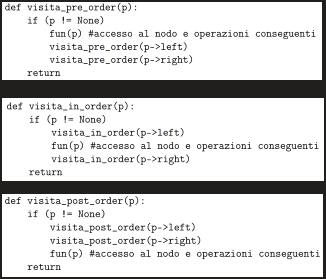 def visita_pre_order(p):
    if (p != None)
        fun(p) #accesso al nodo e operazioni conseguenti
        visita_pre_order(p->left)
        visita_pre_order(p->right)
    return
def visita_in_order(p):
    if (p != None)
        visita_in_order(p->left)
        fun(p) #accesso al nodo e operazioni conseguenti
        visita_in_order(p->right)
    return
def visita_post_order(p):
    if (p != None)
        visita_post_order(p->left)
        visita_post_order(p->right)
        fun(p) #accesso al nodo e operazioni conseguenti
    return